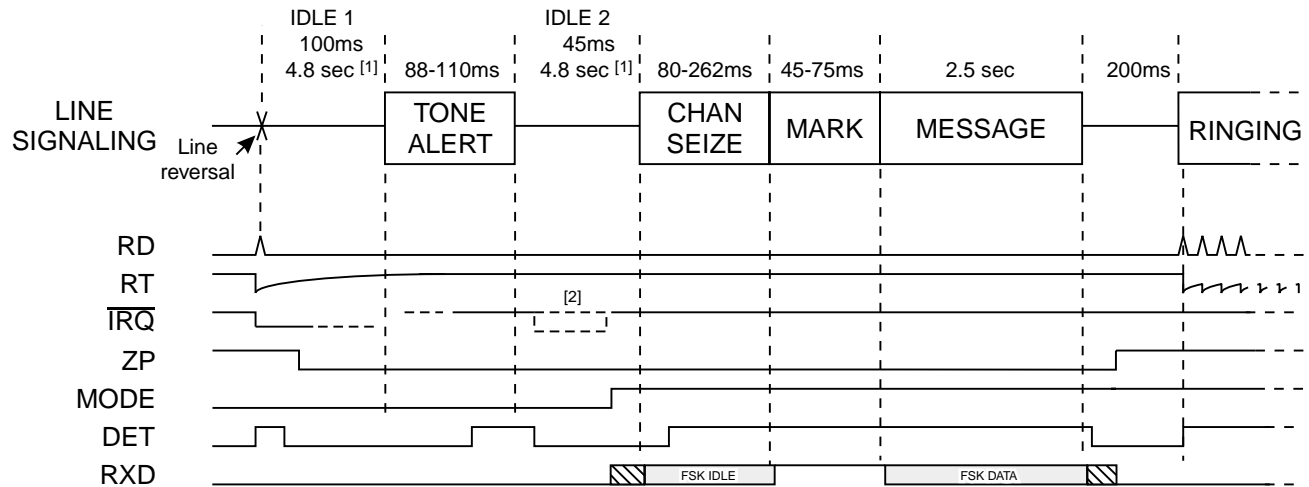 IDLE 1
100ms
4.8 sec [1]
88-110ms
IDLE 2
45ms
4.8 sec [1]
80-262ms
45-75ms
2.5 sec
200ms
LINE
SIGNALING
Line
reversal
TONE
ALERT
CHAN
SEIZE
MARK
MESSAGE
RINGING
RD
RT
[2]
IRQ
ZP
MODE
DET
RXD
FSK IDLE
FSK DATA